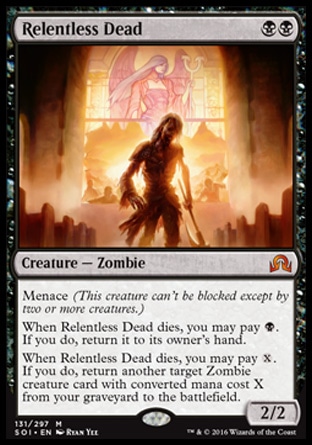 Relentless Dead
Creature — Zombie
Menace (This creature can't be blocked except by
two or more creatures.)
When Relentless Dead dies, you may pay .
If you do, return it to its owner's hand.
When Relentless Dead dies, you may pay X.
If you do, return another target Zombie
creature card with converted mana cost X
from your graveyard to the battlefield.
2/2
131/297 M
SOI • EN Ryan Yee
™ & © 2016 Wizards of the Coast